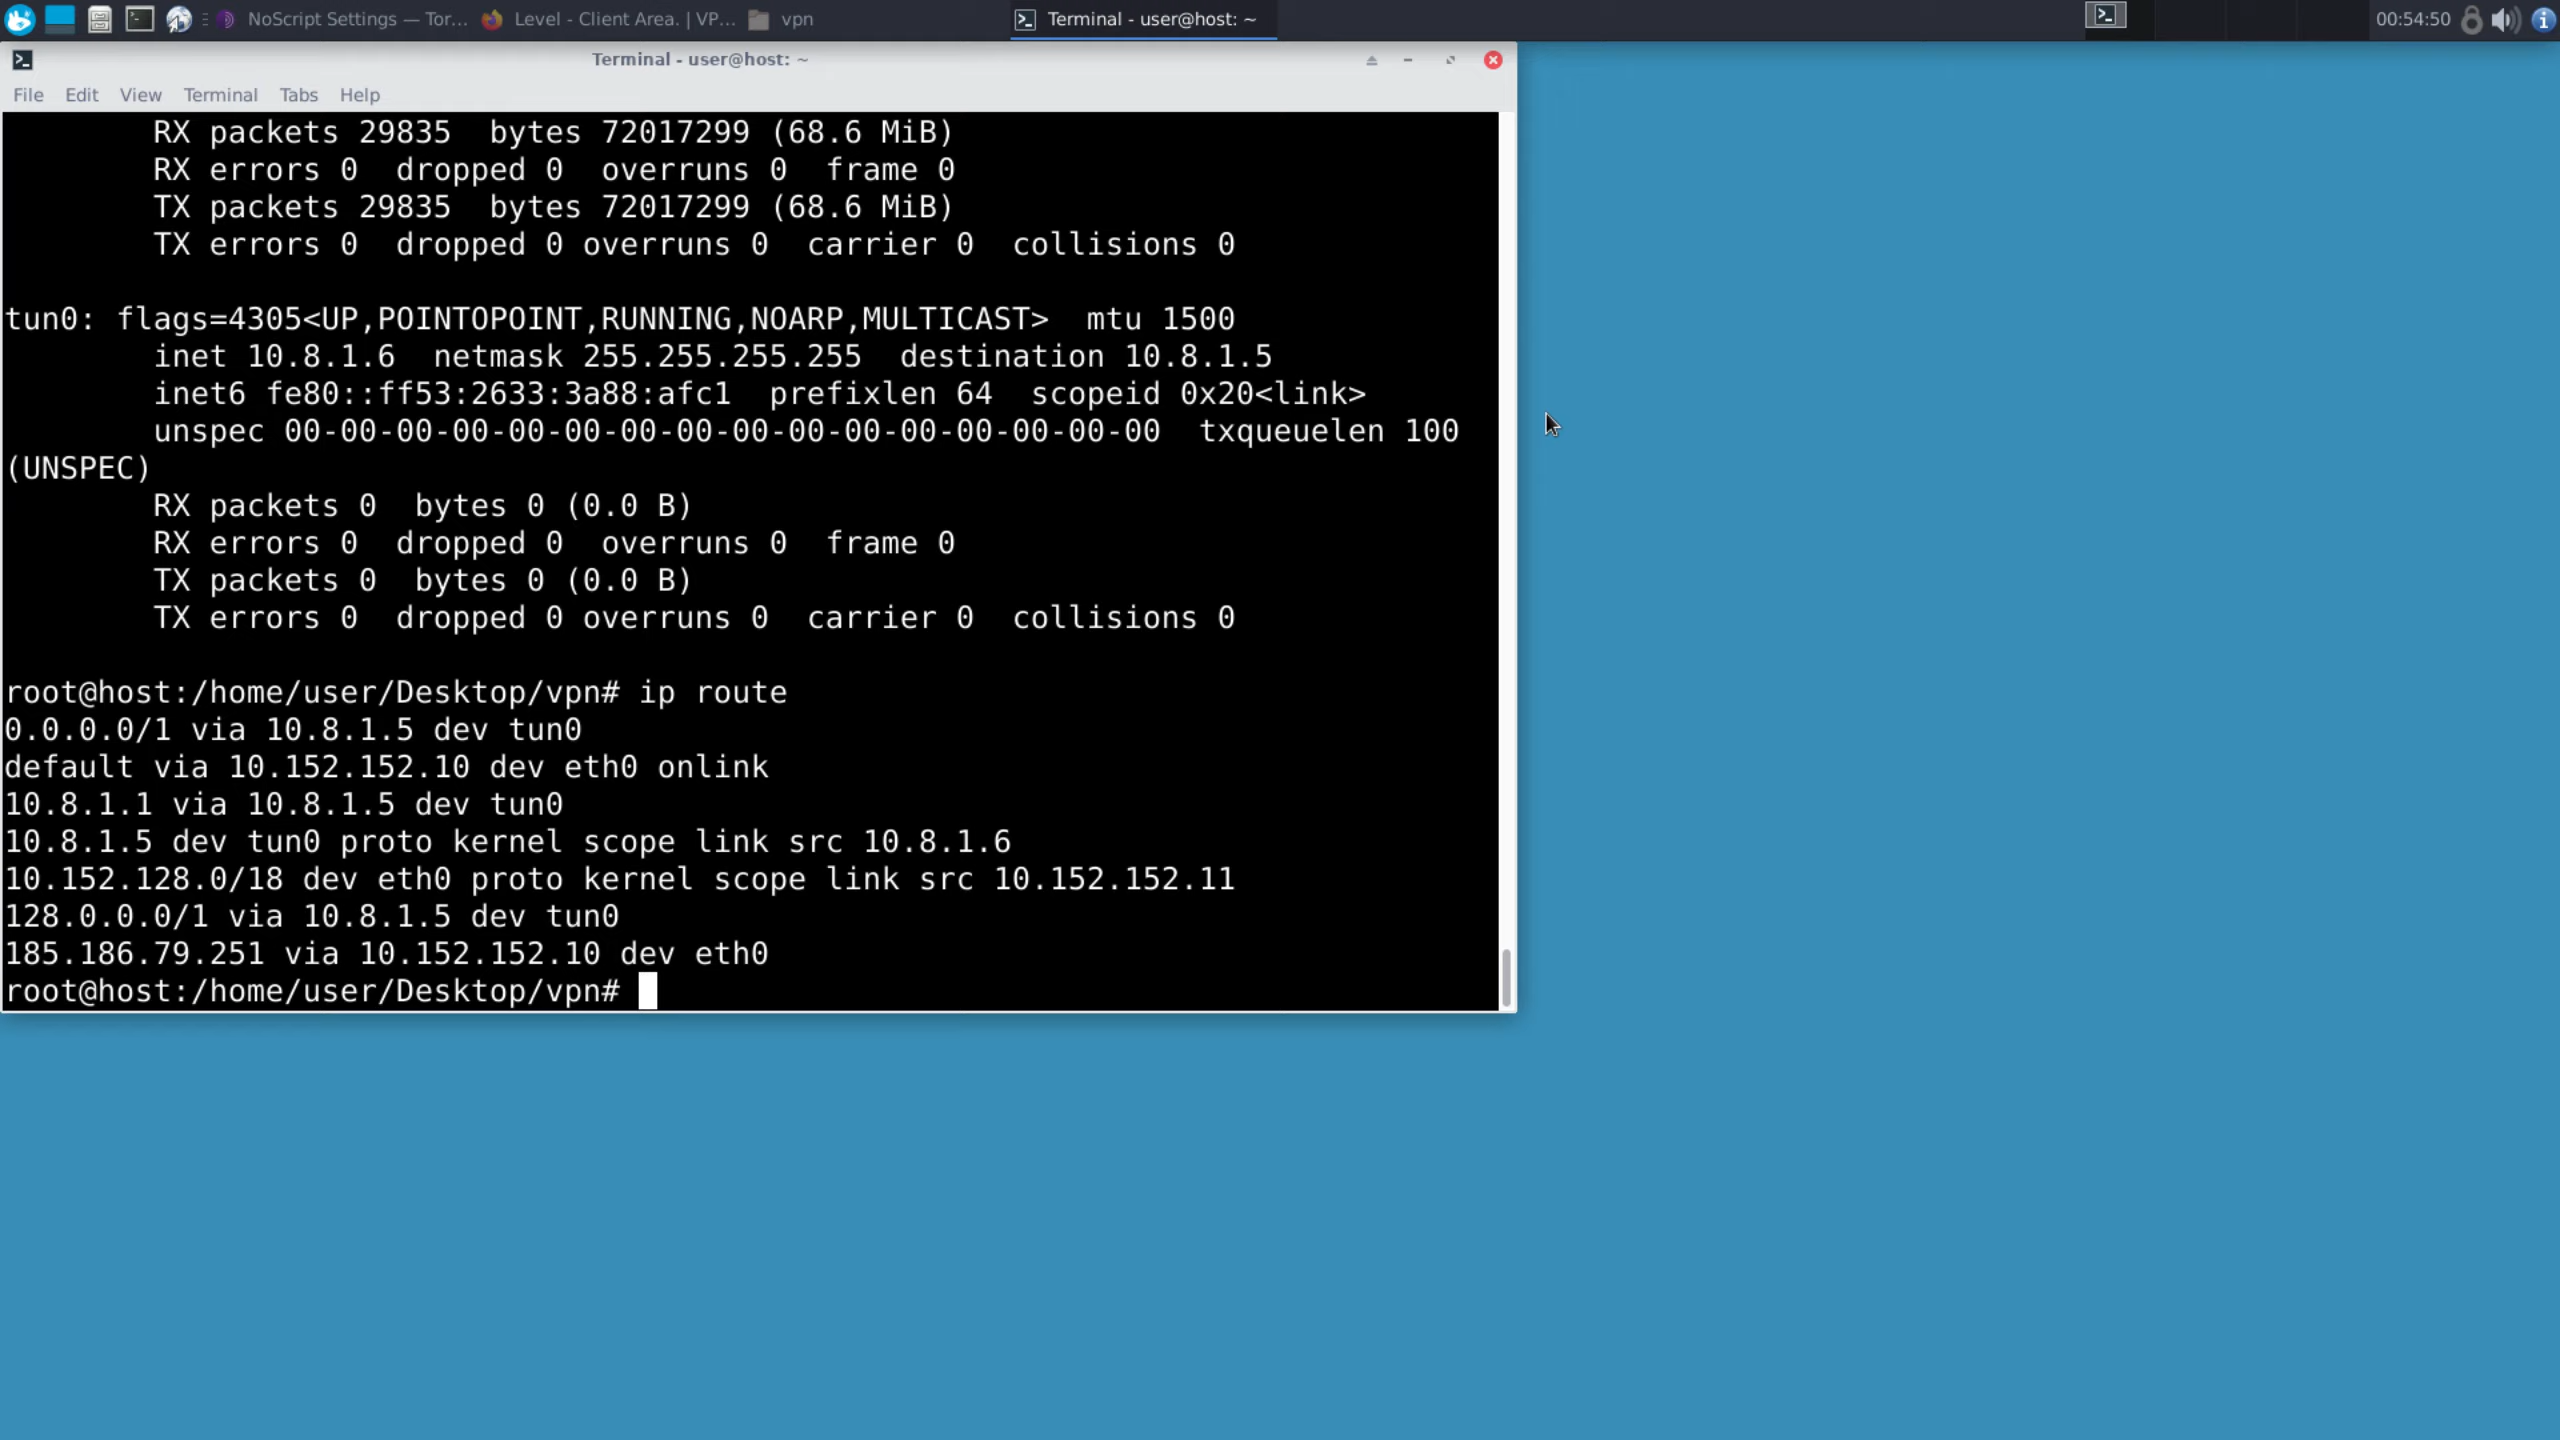 NoScript Settings — Tor...
Level - Client Area. | VP...
vpn
Terminal - user@host: ~
00:54:50
Terminal - user@host: ~
File Edit View Terminal Tabs Help
RX packets 29835  bytes 72017299 (68.6 MiB)
RX errors 0  dropped 0  overruns 0  frame 0
TX packets 29835  bytes 72017299 (68.6 MiB)
TX errors 0  dropped 0 overruns 0  carrier 0  collisions 0
tun0: flags=4305<UP,POINTOPOINT,RUNNING,NOARP,MULTICAST>  mtu 1500
inet 10.8.1.6  netmask 255.255.255.255  destination 10.8.1.5
inet6 fe80::ff53:2633:3a88:afc1  prefixlen 64  scopeid 0x20<link>
unspec 00-00-00-00-00-00-00-00-00-00-00-00-00-00-00-00  txqueuelen 100
(UNSPEC)
RX packets 0  bytes 0 (0.0 B)
RX errors 0  dropped 0  overruns 0  frame 0
TX packets 0  bytes 0 (0.0 B)
TX errors 0  dropped 0 overruns 0  carrier 0  collisions 0
root@host:/home/user/Desktop/vpn# ip route
0.0.0.0/1 via 10.8.1.5 dev tun0
default via 10.152.152.10 dev eth0 onlink
10.8.1.1 via 10.8.1.5 dev tun0
10.8.1.5 dev tun0 proto kernel scope link src 10.8.1.6
10.152.128.0/18 dev eth0 proto kernel scope link src 10.152.152.11
128.0.0.0/1 via 10.8.1.5 dev tun0
185.186.79.251 via 10.152.152.10 dev eth0
root@host:/home/user/Desktop/vpn#